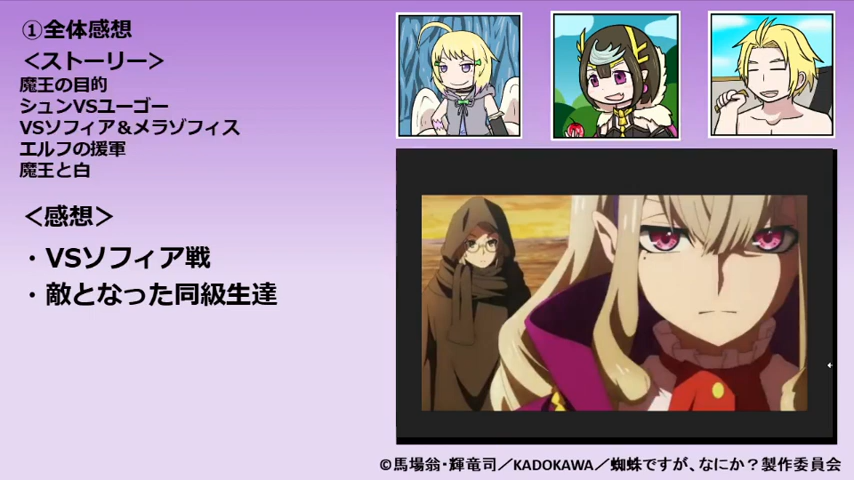 ①全体感想
＜ストーリー＞
魔王の目的
シュンVSユーゴー
VSソフィア＆メラゾフィス
エルフの援軍
魔王と白
＜感想＞
・VSソフィア戦
・敵となった同級生達
©馬場翁・輝竜司／KADOKAWA／蜘蛛ですが、なにか？製作委員会